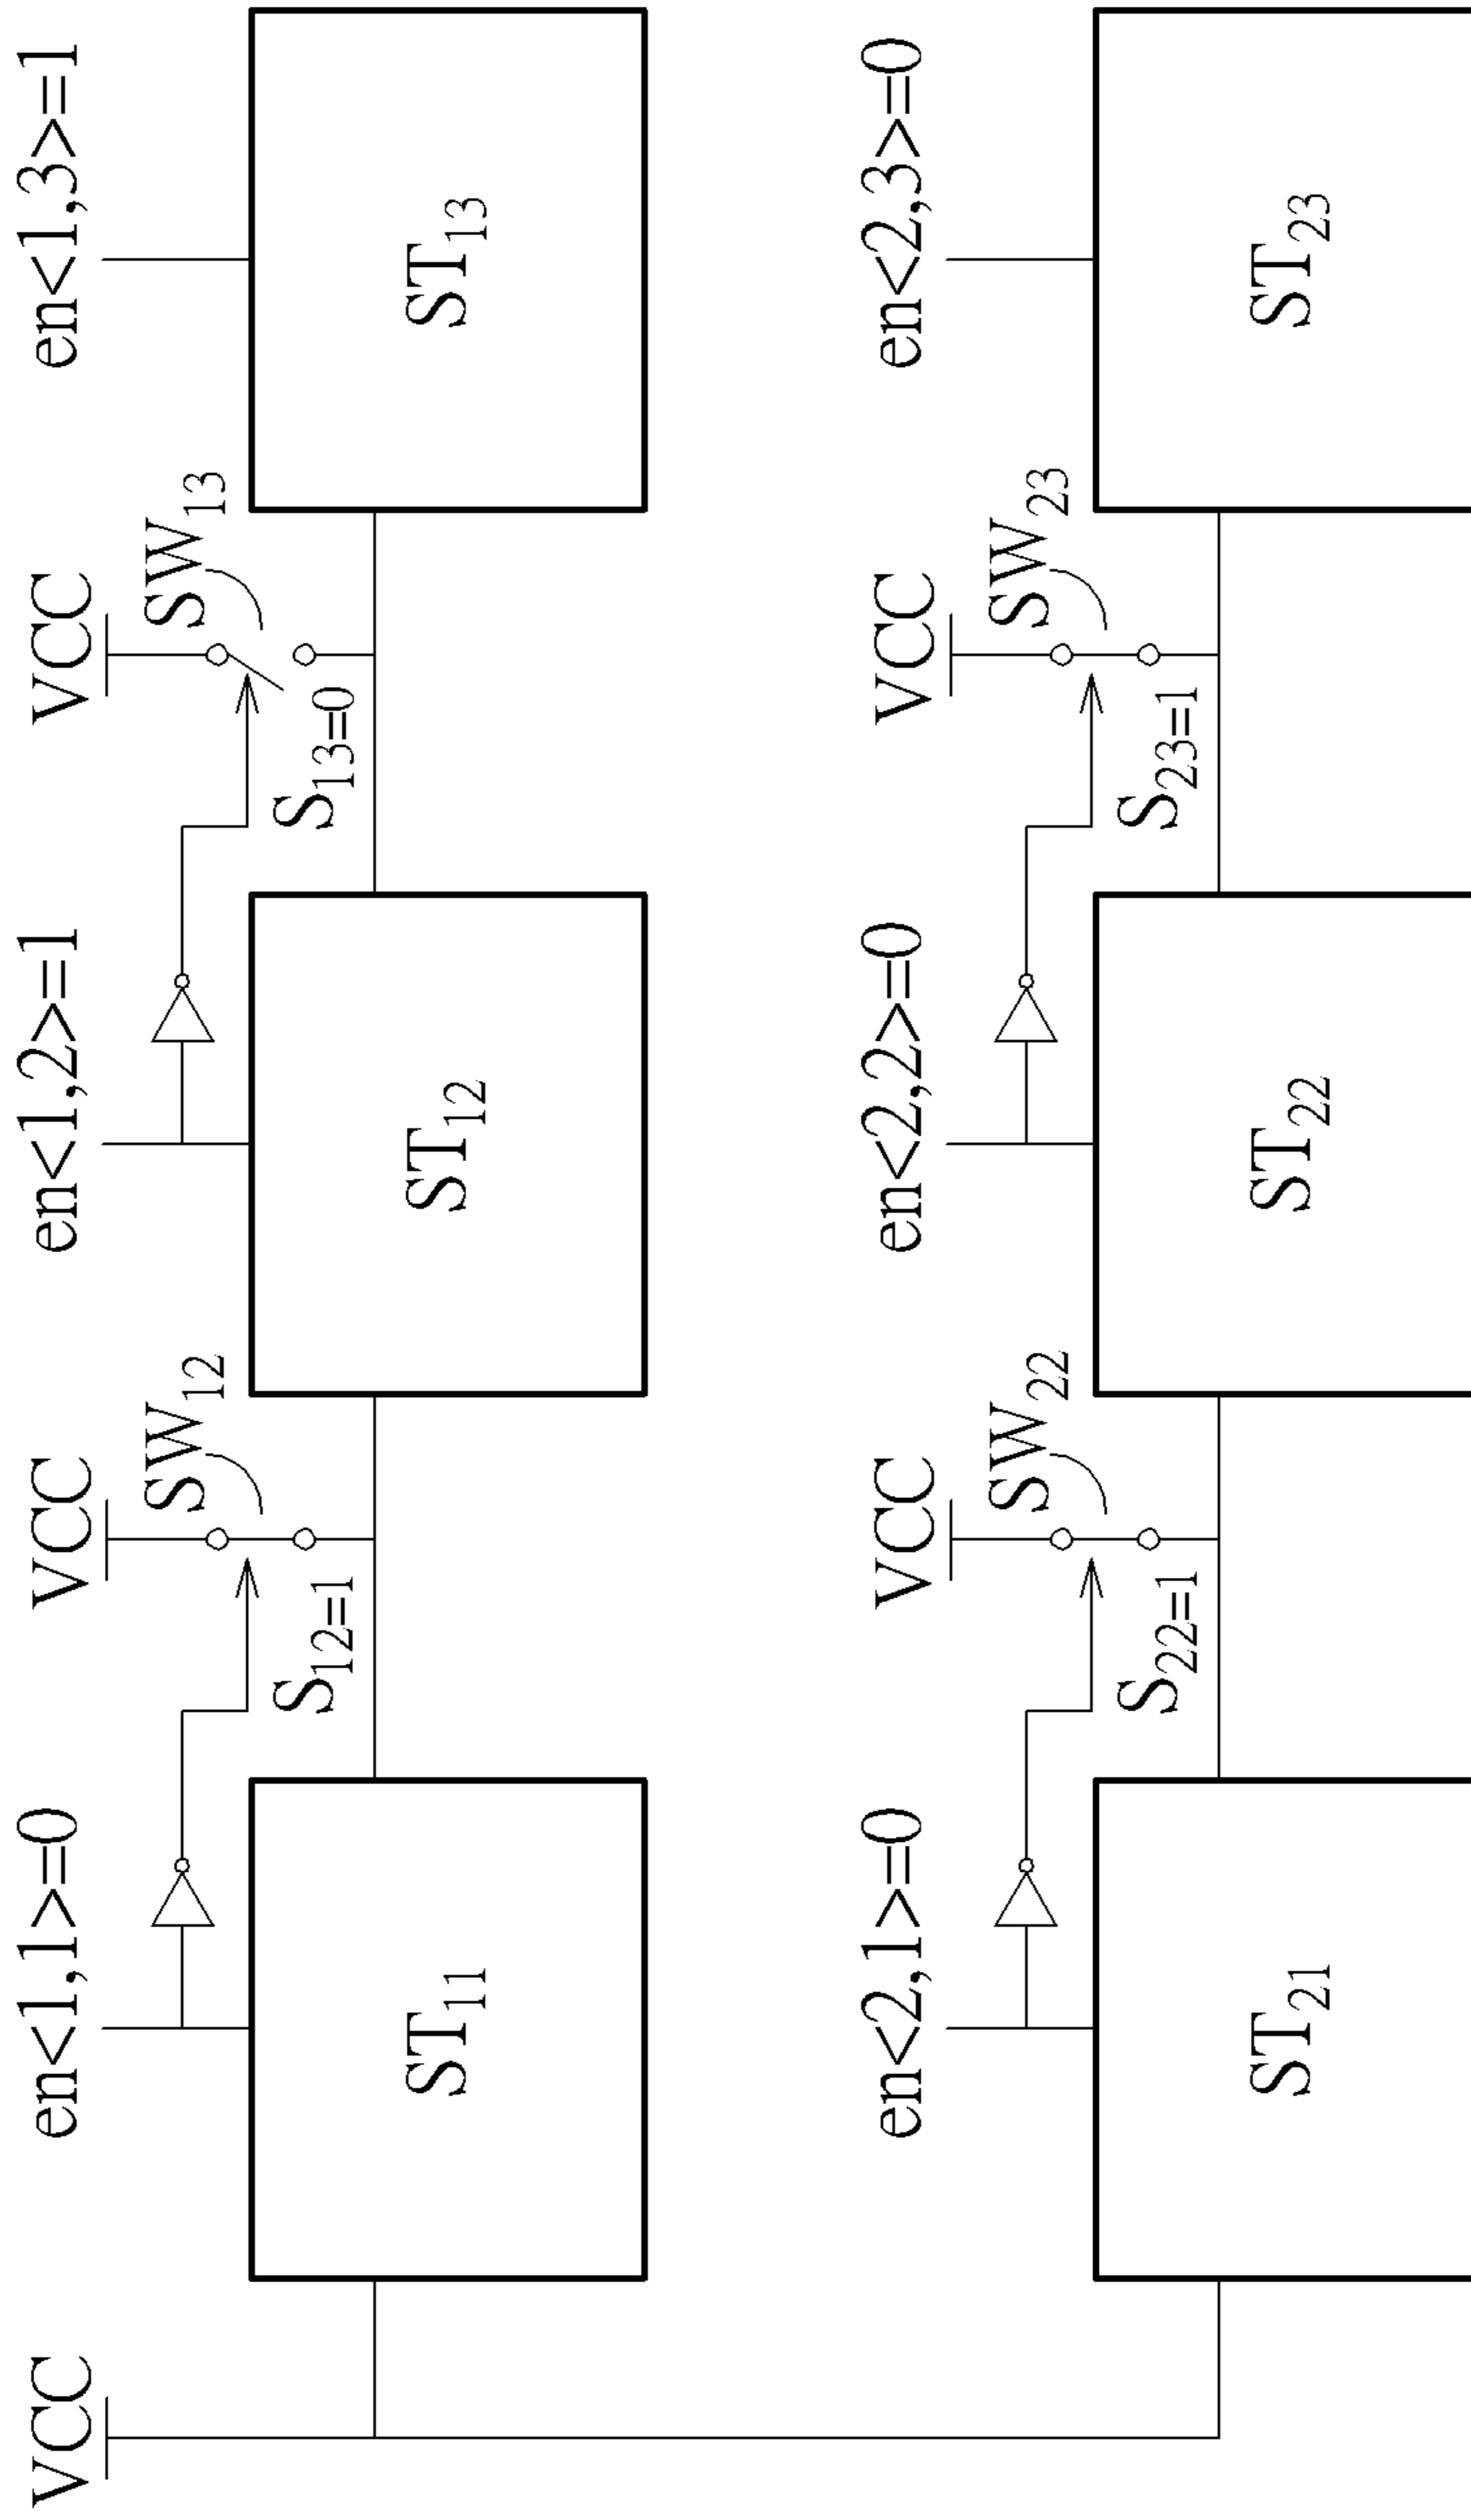 VCC
en<1,1>=0
ST11
S12=1
VCC
SW12
en<1,2>=1
ST12
S13=0
VCC
SW13
en<1,3>=1
ST13
en<2,1>=0
ST21
S22=1
VCC
SW22
en<2,2>=0
ST22
S23=1
VCC
SW23
en<2,3>=0
ST23